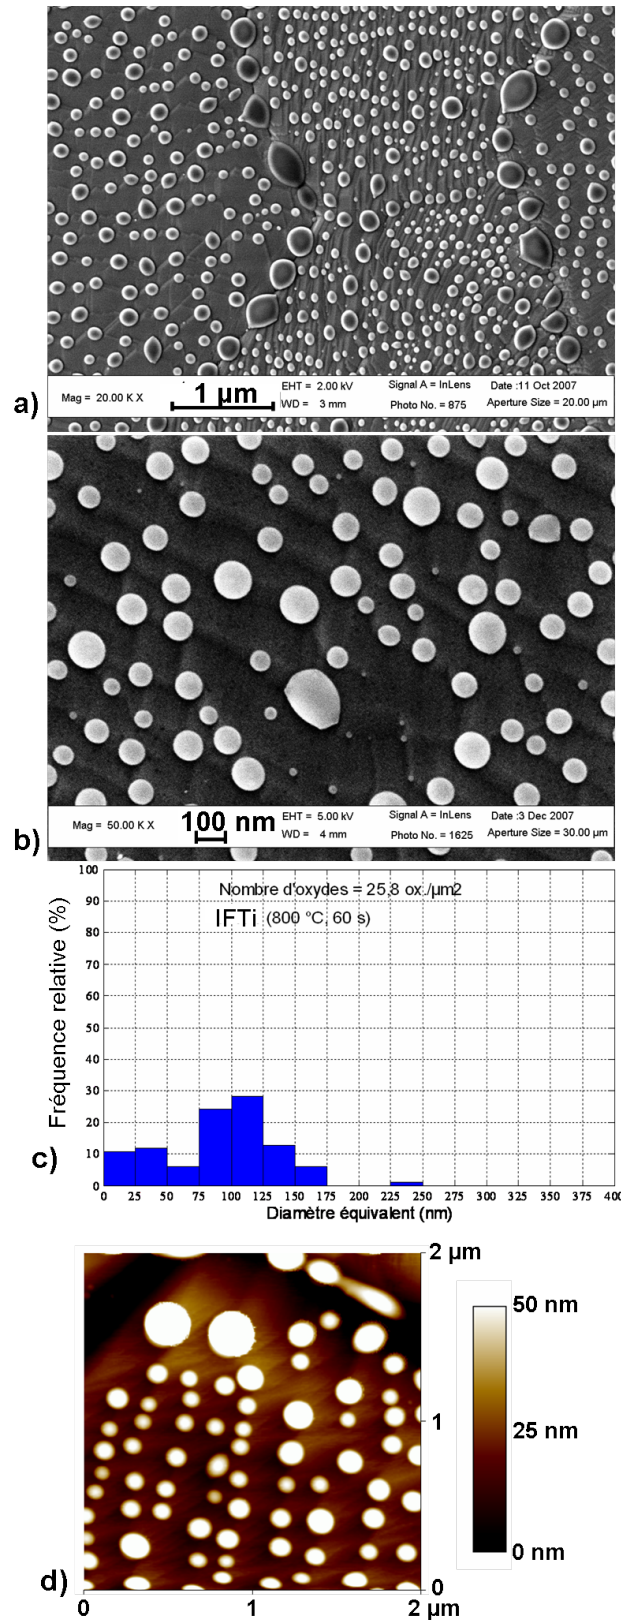 Mag = 20.00 K X
1 µm
EHT = 2.00 kV
WD = 3 mm
Signal A = InLens
Photo No. = 875
Date :11 Oct 2007
Aperture Size = 20.00 µm
a)
Mag = 50.00 K X
100 nm
EHT = 5.00 kV
WD = 4 mm
Signal A = InLens
Photo No. = 1625
Date :3 Dec 2007
Aperture Size = 30.00 µm
b)
Nombre d'oxydes = 25,8 ox./µm2
IFTi (800 °C, 60 s)
Fréquence relative (%)
100
90
80
70
60
50
40
30
20
10
0
0 25 50 75 100 125 150 175 200 225 250 275 300 325 350 375 400
Diamètre équivalent (nm)
c)
2 µm
1
0
0 1 2 µm
50 nm
25 nm
0 nm
d)